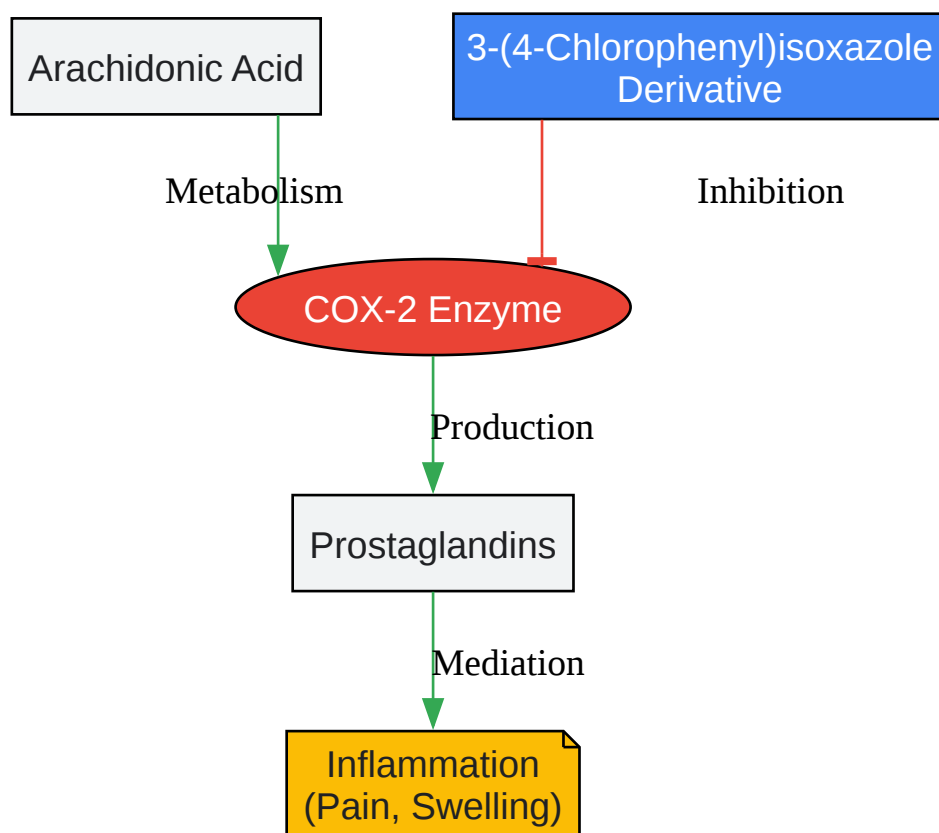 Arachidonic Acid
3-(4-Chlorophenyl)isoxazole
Derivative
Metabolism
Inhibition
COX-2 Enzyme
Production
Prostaglandins
Mediation
Inflammation
(Pain, Swelling)